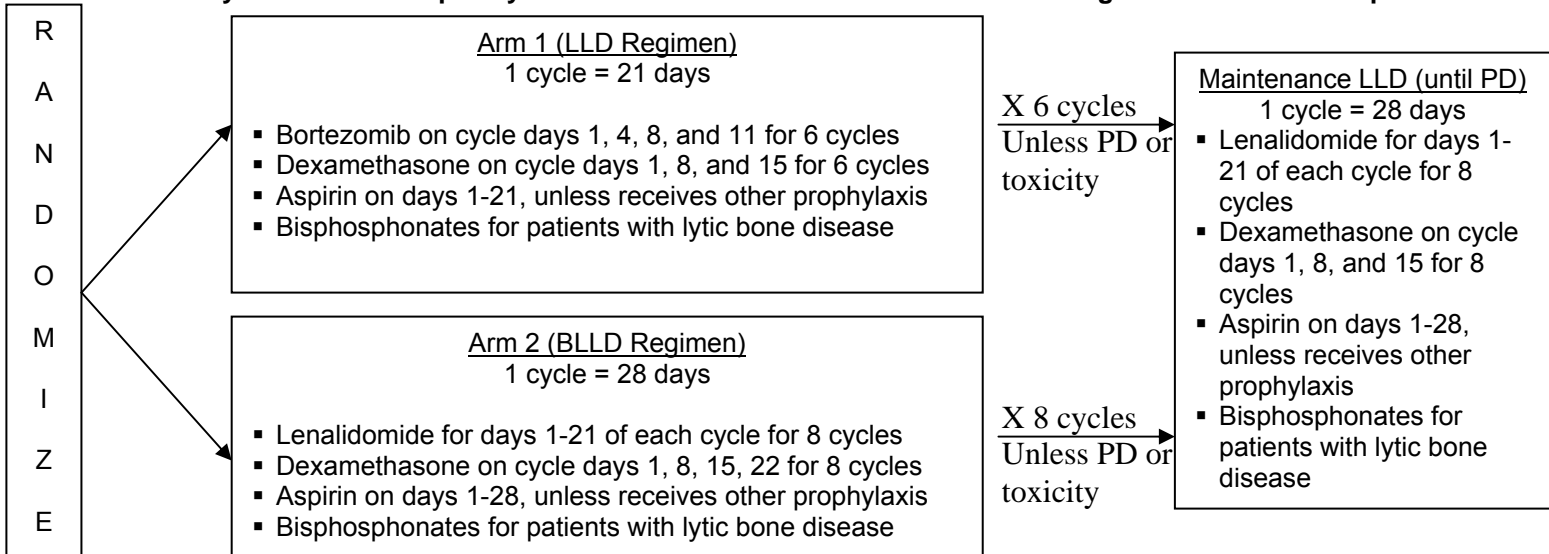 R
A
N
D
O
M
I
Z
E
Arm 1 (LLD Regimen)
1 cycle = 21 days
▪ Bortezomib on cycle days 1, 4, 8, and 11 for 6 cycles
▪ Dexamethasone on cycle days 1, 8, and 15 for 6 cycles
▪ Aspirin on days 1-21, unless receives other prophylaxis
▪ Bisphosphonates for patients with lytic bone disease
X 6 cycles
Unless PD or
toxicity
Arm 2 (BLLD Regimen)
1 cycle = 28 days
▪ Lenalidomide for days 1-21 of each cycle for 8 cycles
▪ Dexamethasone on cycle days 1, 8, 15, 22 for 8 cycles
▪ Aspirin on days 1-28, unless receives other prophylaxis
▪ Bisphosphonates for patients with lytic bone disease
X 8 cycles
Unless PD or
toxicity
Maintenance LLD (until PD)
1 cycle = 28 days
▪ Lenalidomide for days 1-
21 of each cycle for 8
cycles
▪ Dexamethasone on cycle
days 1, 8, and 15 for 8
cycles
▪ Aspirin on days 1-28,
unless receives other
prophylaxis
▪ Bisphosphonates for
patients with lytic bone
disease